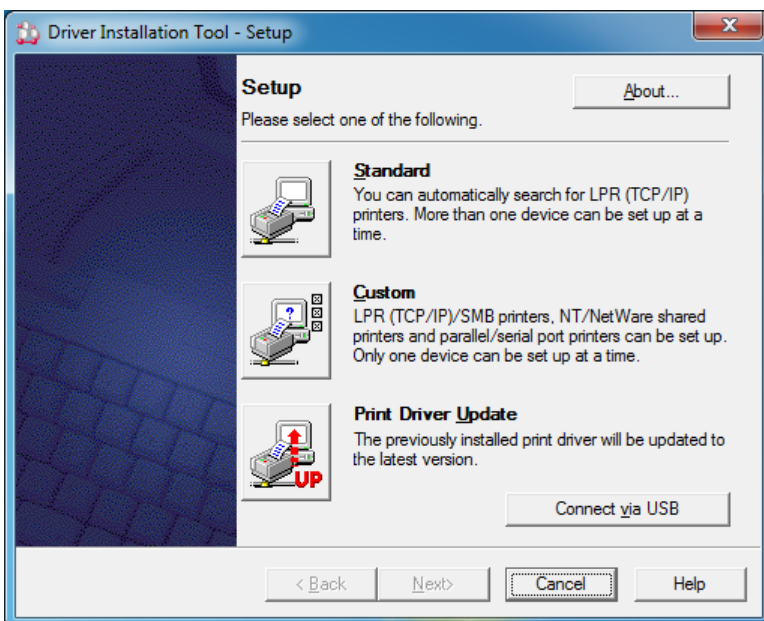 Driver Installation Tool - Setup
Setup
About...
Please select one of the following.
Standard
You can automatically search for LPR (TCP/IP)
printers. More than one device can be set up at a
time.
?
Custom
LPR (TCP/IP)/SMB printers, NT/NetWare shared
printers and parallel/serial port printers can be set up.
Only one device can be set up at a time.
Print Driver Update
The previously installed print driver will be updated to
the latest version.
UP
Connect via USB
< Back
Next>
Cancel
Help